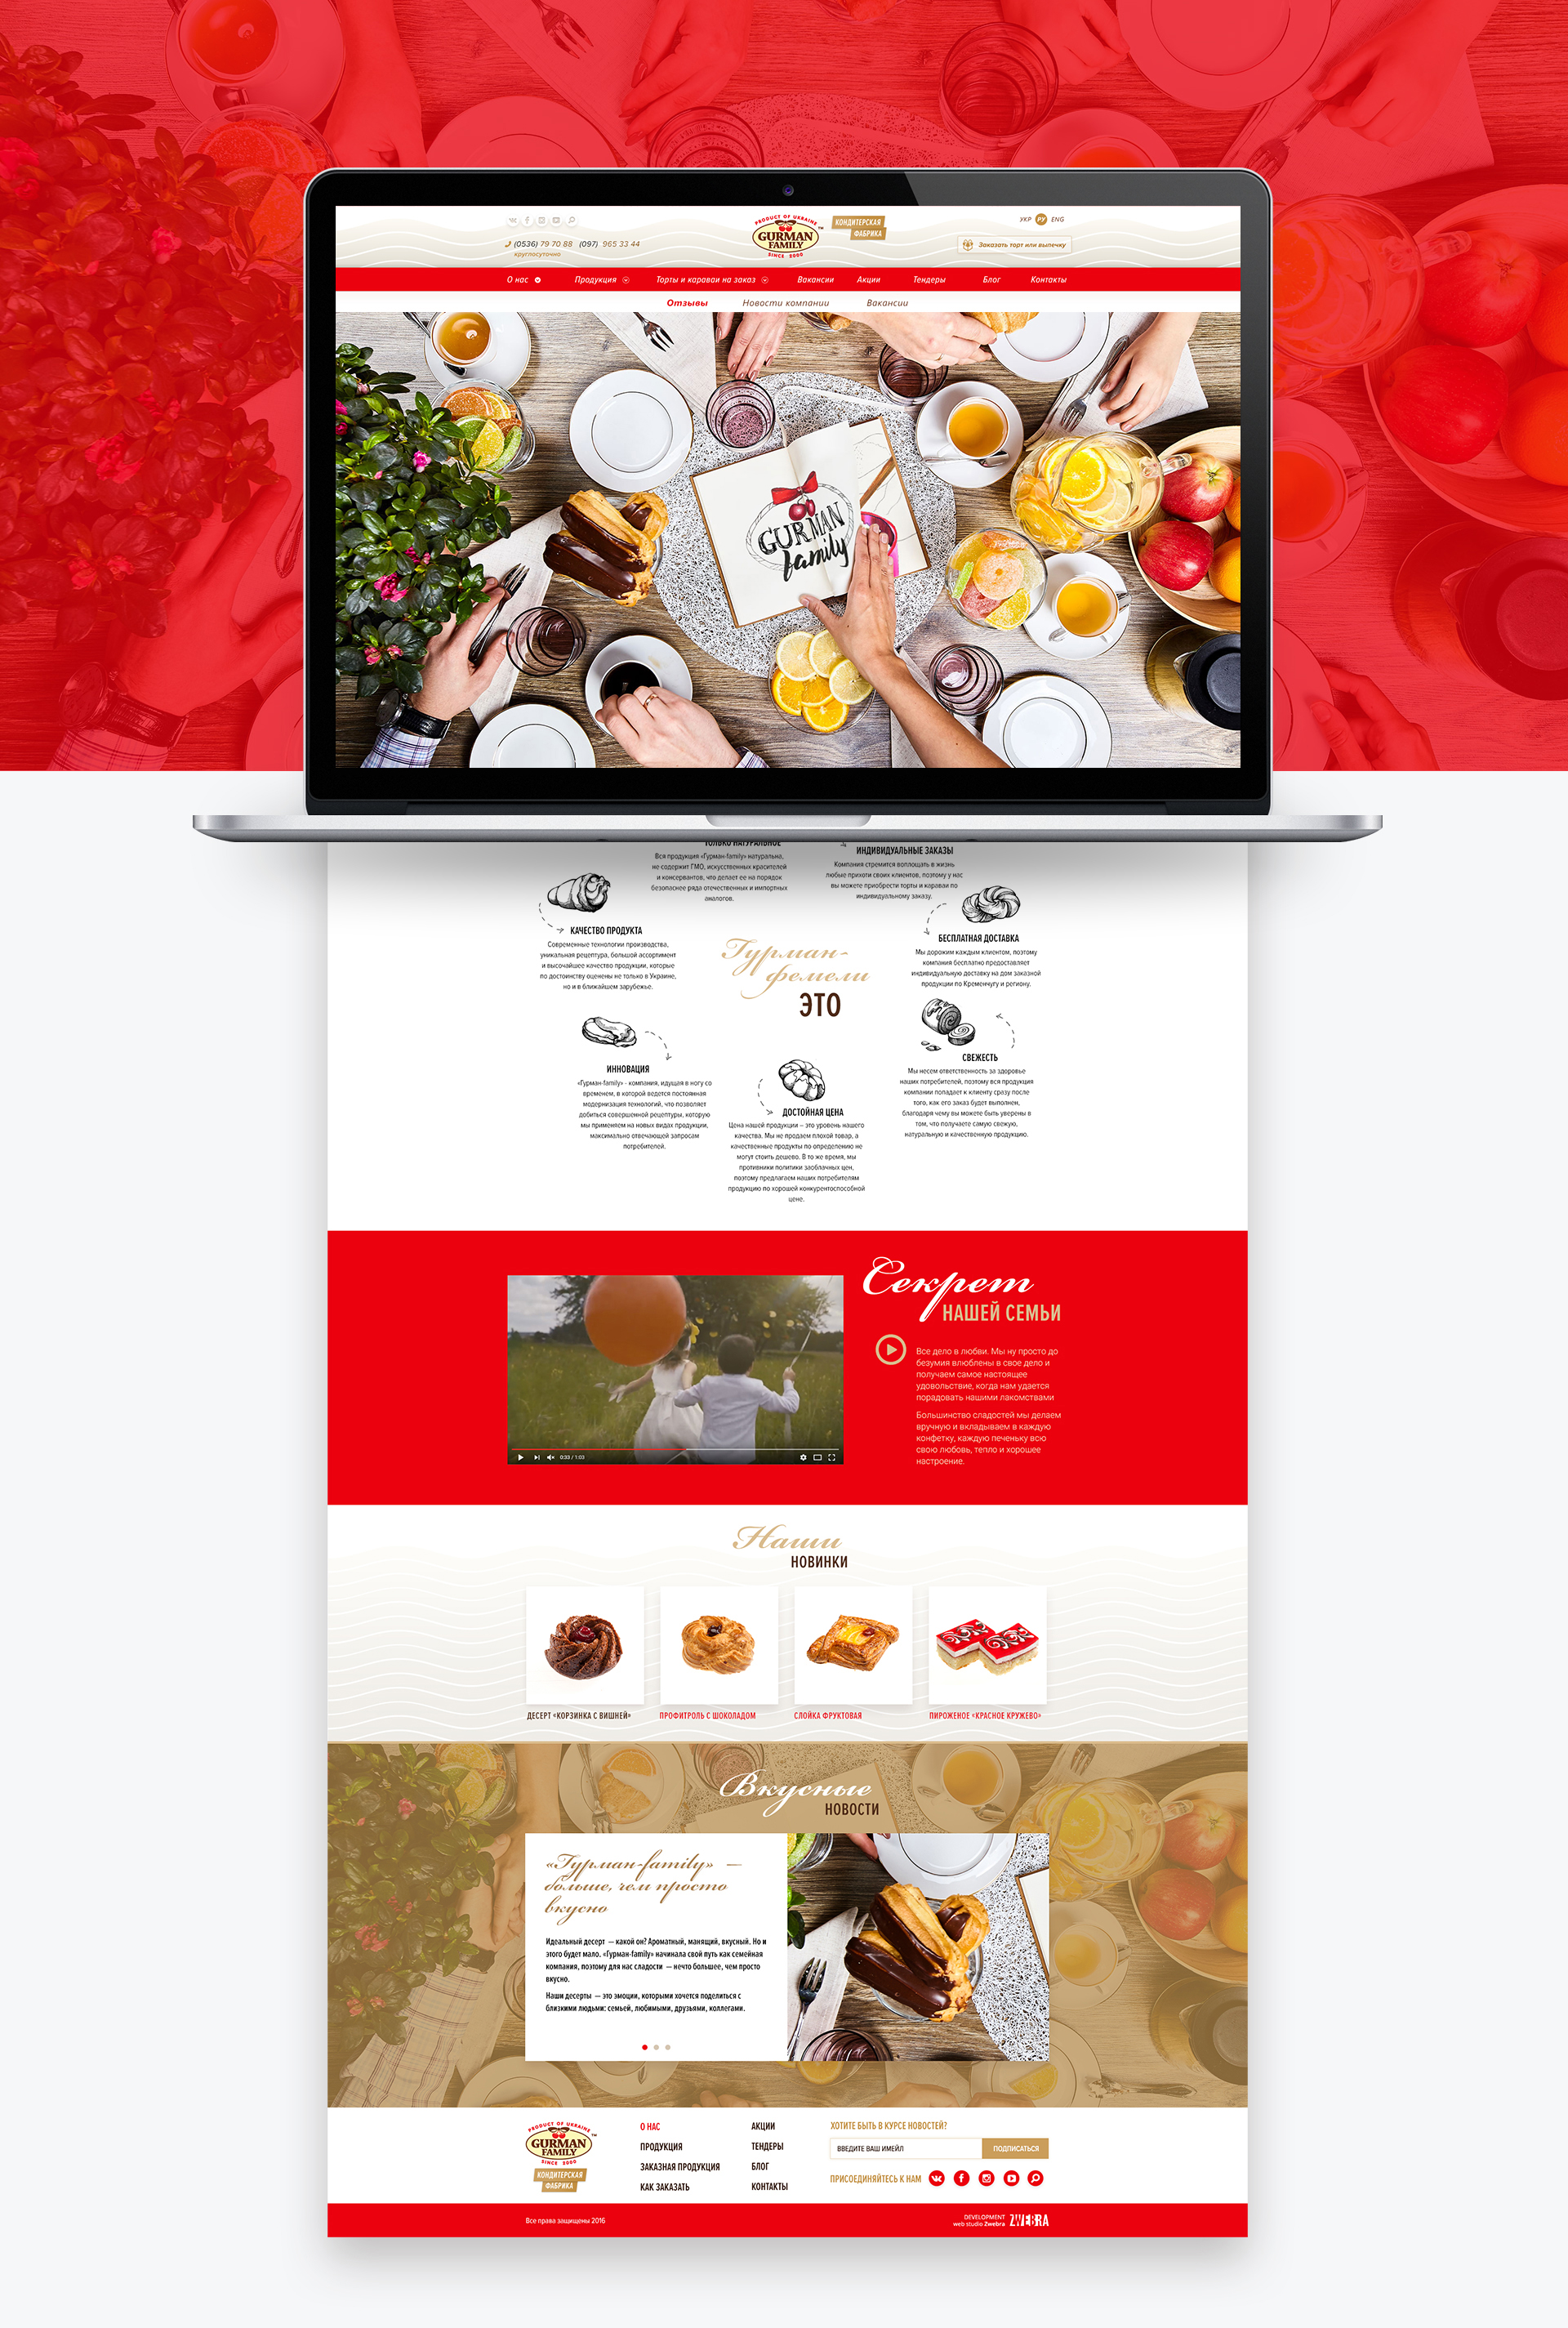 PRODUCT OF UKRAINE
GURMAN
FAMILY
SINCE 2000
TM
КОНДИТЕРСКАЯ
ФАБРИКА
УКР РУ ENG
(0536) 79 70 88 (097) 965 33 44
круглосуточно
Заказать торт или выпечку
О нас Продукция Торты и караваи на заказ Вакансии Акции Тендеры Блог Контакты
Отзывы Новости компании Вакансии
GURMAN
family
ТОЛЬКО НАТУРАЛЬНОЕ
Вся продукция «Гурман-family» натуральна,
не содержит ГМО, искусственных красителей
и консервантов, что делает ее на порядок
безопаснее ряда отечественных и импортных
аналогов.
ИНДИВИДУАЛЬНЫЕ ЗАКАЗЫ
Компания стремится воплощать в жизнь
любые прихоти своих клиентов, поэтому у нас
вы можете приобрести торты и караваи по
индивидуальному заказу.
КАЧЕСТВО ПРОДУКТА
Современные технологии производства,
уникальная рецептура, большой ассортимент
и высочайшее качество продукции, которые
по достоинству оценены не только в Украине,
но и в ближайшем зарубежье.
Гурман-
фемели
ЭТО
БЕСПЛАТНАЯ ДОСТАВКА
Мы дорожим каждым клиентом, поэтому
компания бесплатно предоставляет
индивидуальную доставку на дом заказной
продукции по Кременчугу и региону.
ИННОВАЦИЯ
«Гурман-family» - компания, идущая в ногу со
временем, в которой ведется постоянная
модернизация технологий, что позволяет
добиться совершенной рецептуры, которую
мы применяем на новых видах продукции,
максимально отвечающей запросам
потребителей.
ДОСТОЙНАЯ ЦЕНА
Цена нашей продукции – это уровень нашего
качества. Мы не продаем плохой товар, а
качественные продукты по определению не
могут стоить дешево. В то же время, мы
противники политики заоблачных цен,
поэтому предлагаем наших потребителям
продукцию по хорошей конкурентоспособной
цене.
СВЕЖЕСТЬ
Мы несем ответственность за здоровье
наших потребителей, поэтому вся продукция
компании попадает к клиенту сразу после
того, как его заказ будет выполнен,
благодаря чему вы можете быть уверены в
том, что получаете самую свежую,
натуральную и качественную продукцию.
Секрет
НАШЕЙ СЕМЬИ
Все дело в любви. Мы ну просто до
безумия влюблены в свое дело и
получаем самое настоящее
удовольствие, когда нам удается
порадовать нашими лакомствами
Большинство сладостей мы делаем
вручную и вкладываем в каждую
конфетку, каждую печеньку всю
свою любовь, тепло и хорошее
настроение.
0:33 / 1:03
Наши
НОВИНКИ
ДЕСЕРТ «КОРЗИНКА С ВИШНЕЙ»
ПРОФИТРОЛЬ С ШОКОЛАДОМ
СЛОЙКА ФРУКТОВАЯ
ПИРОЖЕНОЕ «КРАСНОЕ КРУЖЕВО»
Вкусные
НОВОСТИ
«Гурман-family» —
больше, чем просто
вкусно
Идеальный десерт — какой он? Ароматный, манящий, вкусный. Но и
этого будет мало. «Гурман-family» начинала свой путь как семейная
компания, поэтому для нас сладости — нечто большее, чем просто
вкусно.
Наши десерты — это эмоции, которыми хочется поделиться с
близкими людьми: семьей, любимыми, друзьями, коллегами.
PRODUCT OF UKRAINE
GURMAN
FAMILY
SINCE 2000
TM
КОНДИТЕРСКАЯ
ФАБРИКА
О НАС
ПРОДУКЦИЯ
ЗАКАЗНАЯ ПРОДУКЦИЯ
КАК ЗАКАЗАТЬ
АКЦИИ
ТЕНДЕРЫ
БЛОГ
КОНТАКТЫ
ХОТИТЕ БЫТЬ В КУРСЕ НОВОСТЕЙ?
ВВЕДИТЕ ВАШ ИМЕЙЛ
ПОДПИСАТЬСЯ
ПРИСОЕДИНЯЙТЕСЬ К НАМ
Все права защищены 2016
DEVELOPMENT
web studio Zwebra
ZWEBRA